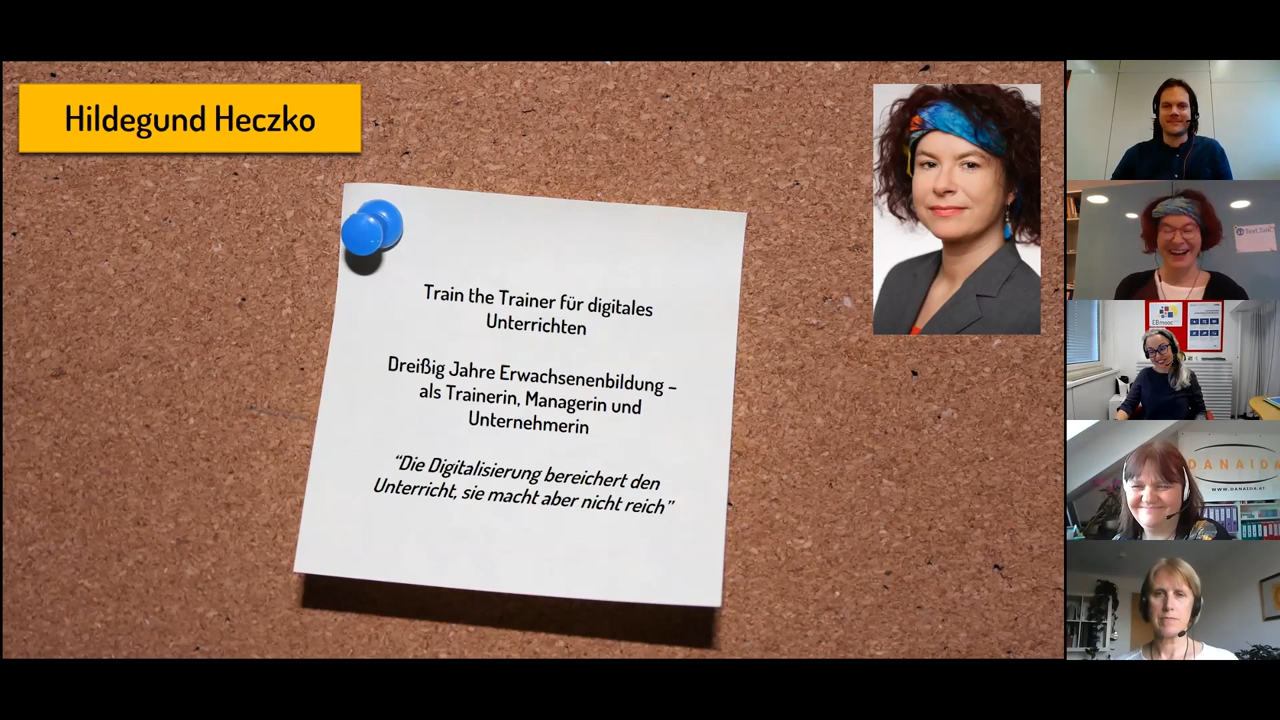 Hildegund Heczko
Train the Trainer für digitales
Unterrichten
Dreißig Jahre Erwachsenenbildung –
als Trainerin, Managerin und
Unternehmerin
“Die Digitalisierung bereichert den
Unterricht, sie macht aber nicht reich”
EBmooc
DANAIDA
WWW.DANAIDA.AT